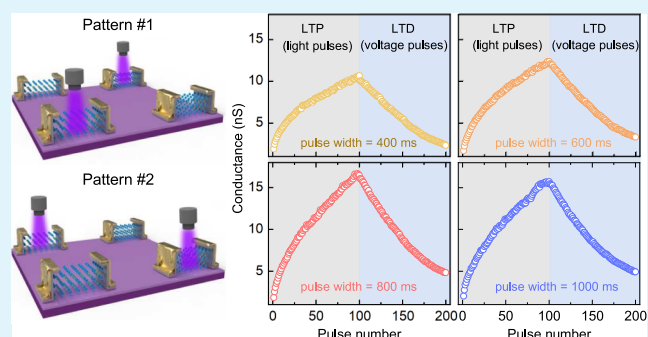 Pattern #1
Pattern #2
Conductance (nS)
LTP
(light pulses)
LTD
(voltage pulses)
15
10
5
pulse width = 400 ms
LTP
(light pulses)
LTD
(voltage pulses)
pulse width = 600 ms
15
10
5
pulse width = 800 ms
0
50
100
150
200
Pulse number
pulse width = 1000 ms
0
50
100
150
200
Pulse number